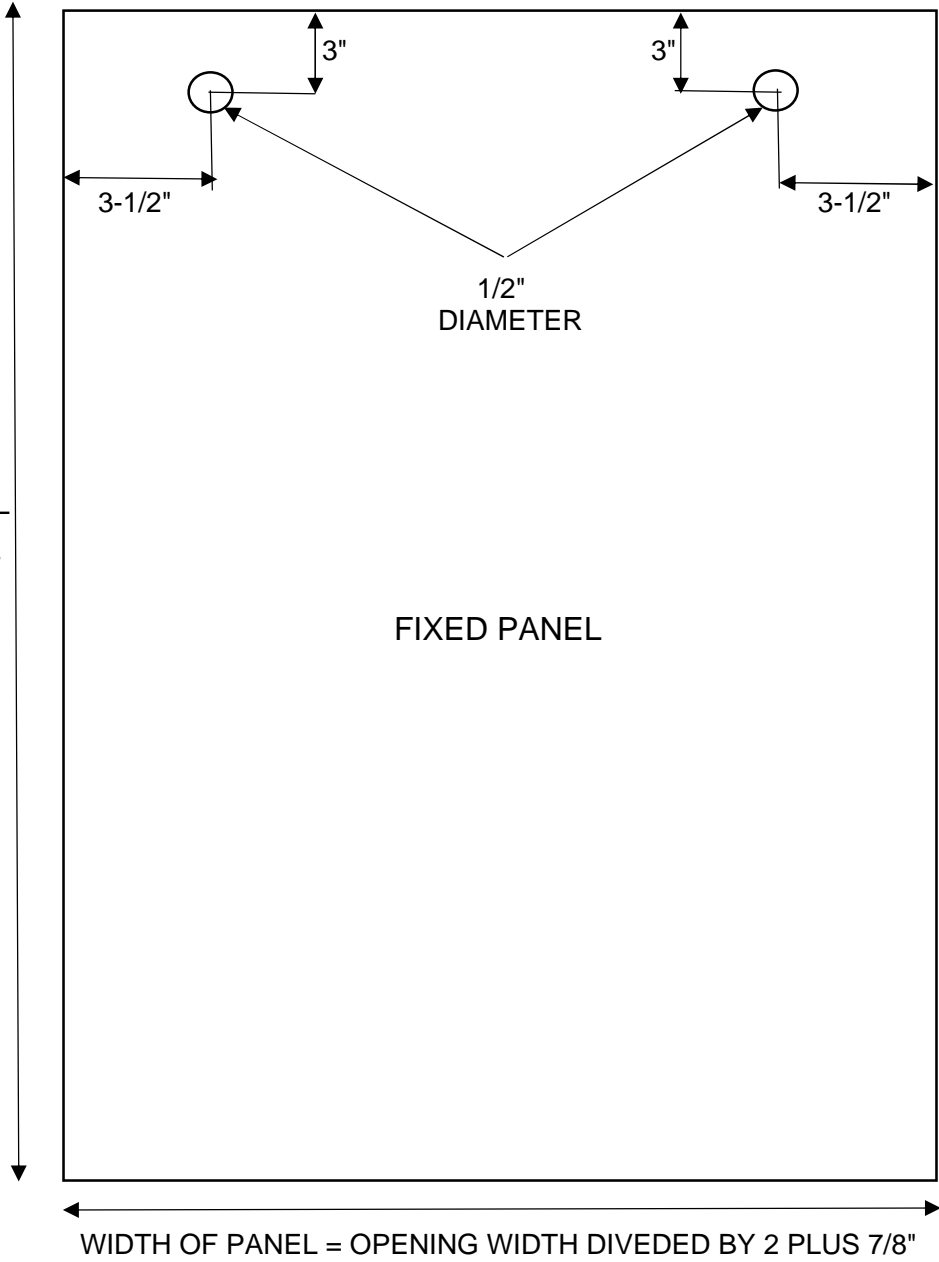 3" 3"
3-1/2" 3-1/2"
1/2"
DIAMETER
FIXED PANEL
WIDTH OF PANEL = OPENING WIDTH DIVEDED BY 2 PLUS 7/8"